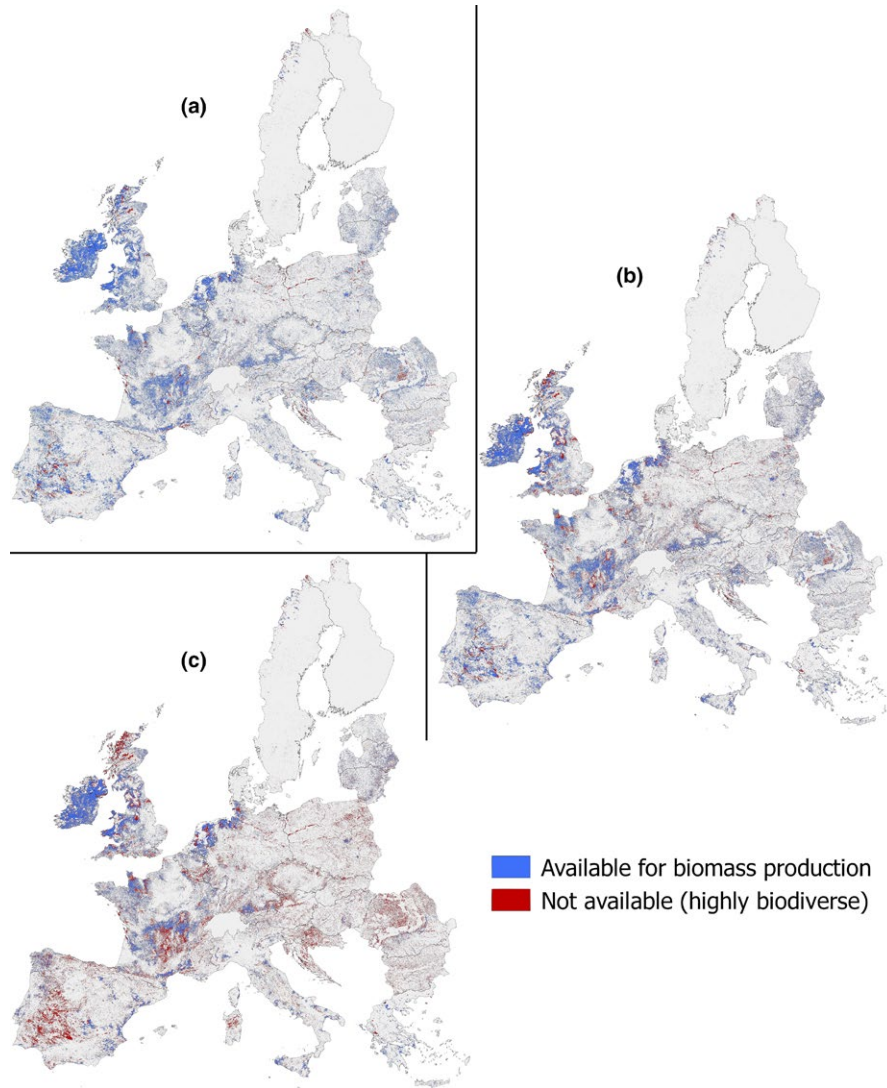 (a)
(b)
(c)
Available for biomass production
Not available (highly biodiverse)